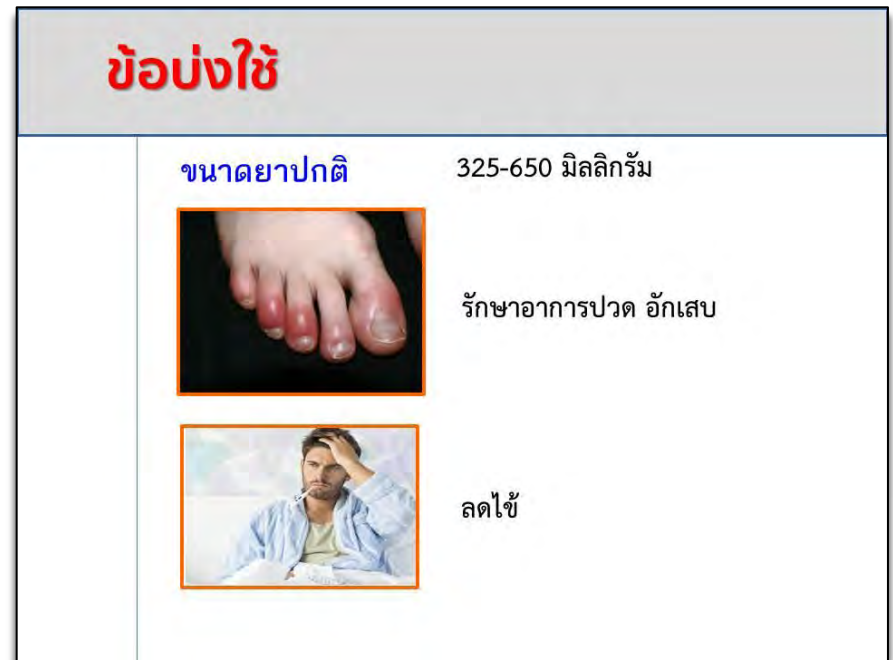 ข้อบ่งใช้
ขนาดยาปกติ 325-650 มิลลิกรัม
รักษาอาการปวด อักเสบ
ลดไข้